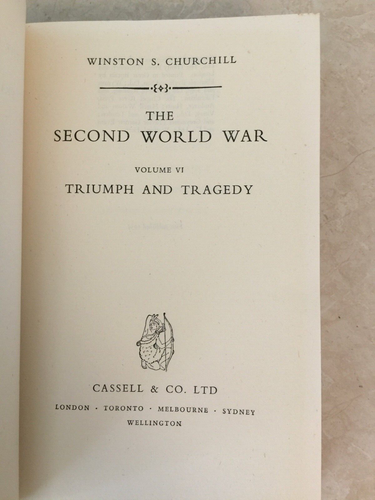 WINSTON S. CHURCHILL
THE
SECOND WORLD WAR
VOLUME VI
TRIUMPH AND TRAGEDY
CASSELL & CO. LTD
LONDON · TORONTO · MELBOURNE · SYDNEY
WELLINGTON